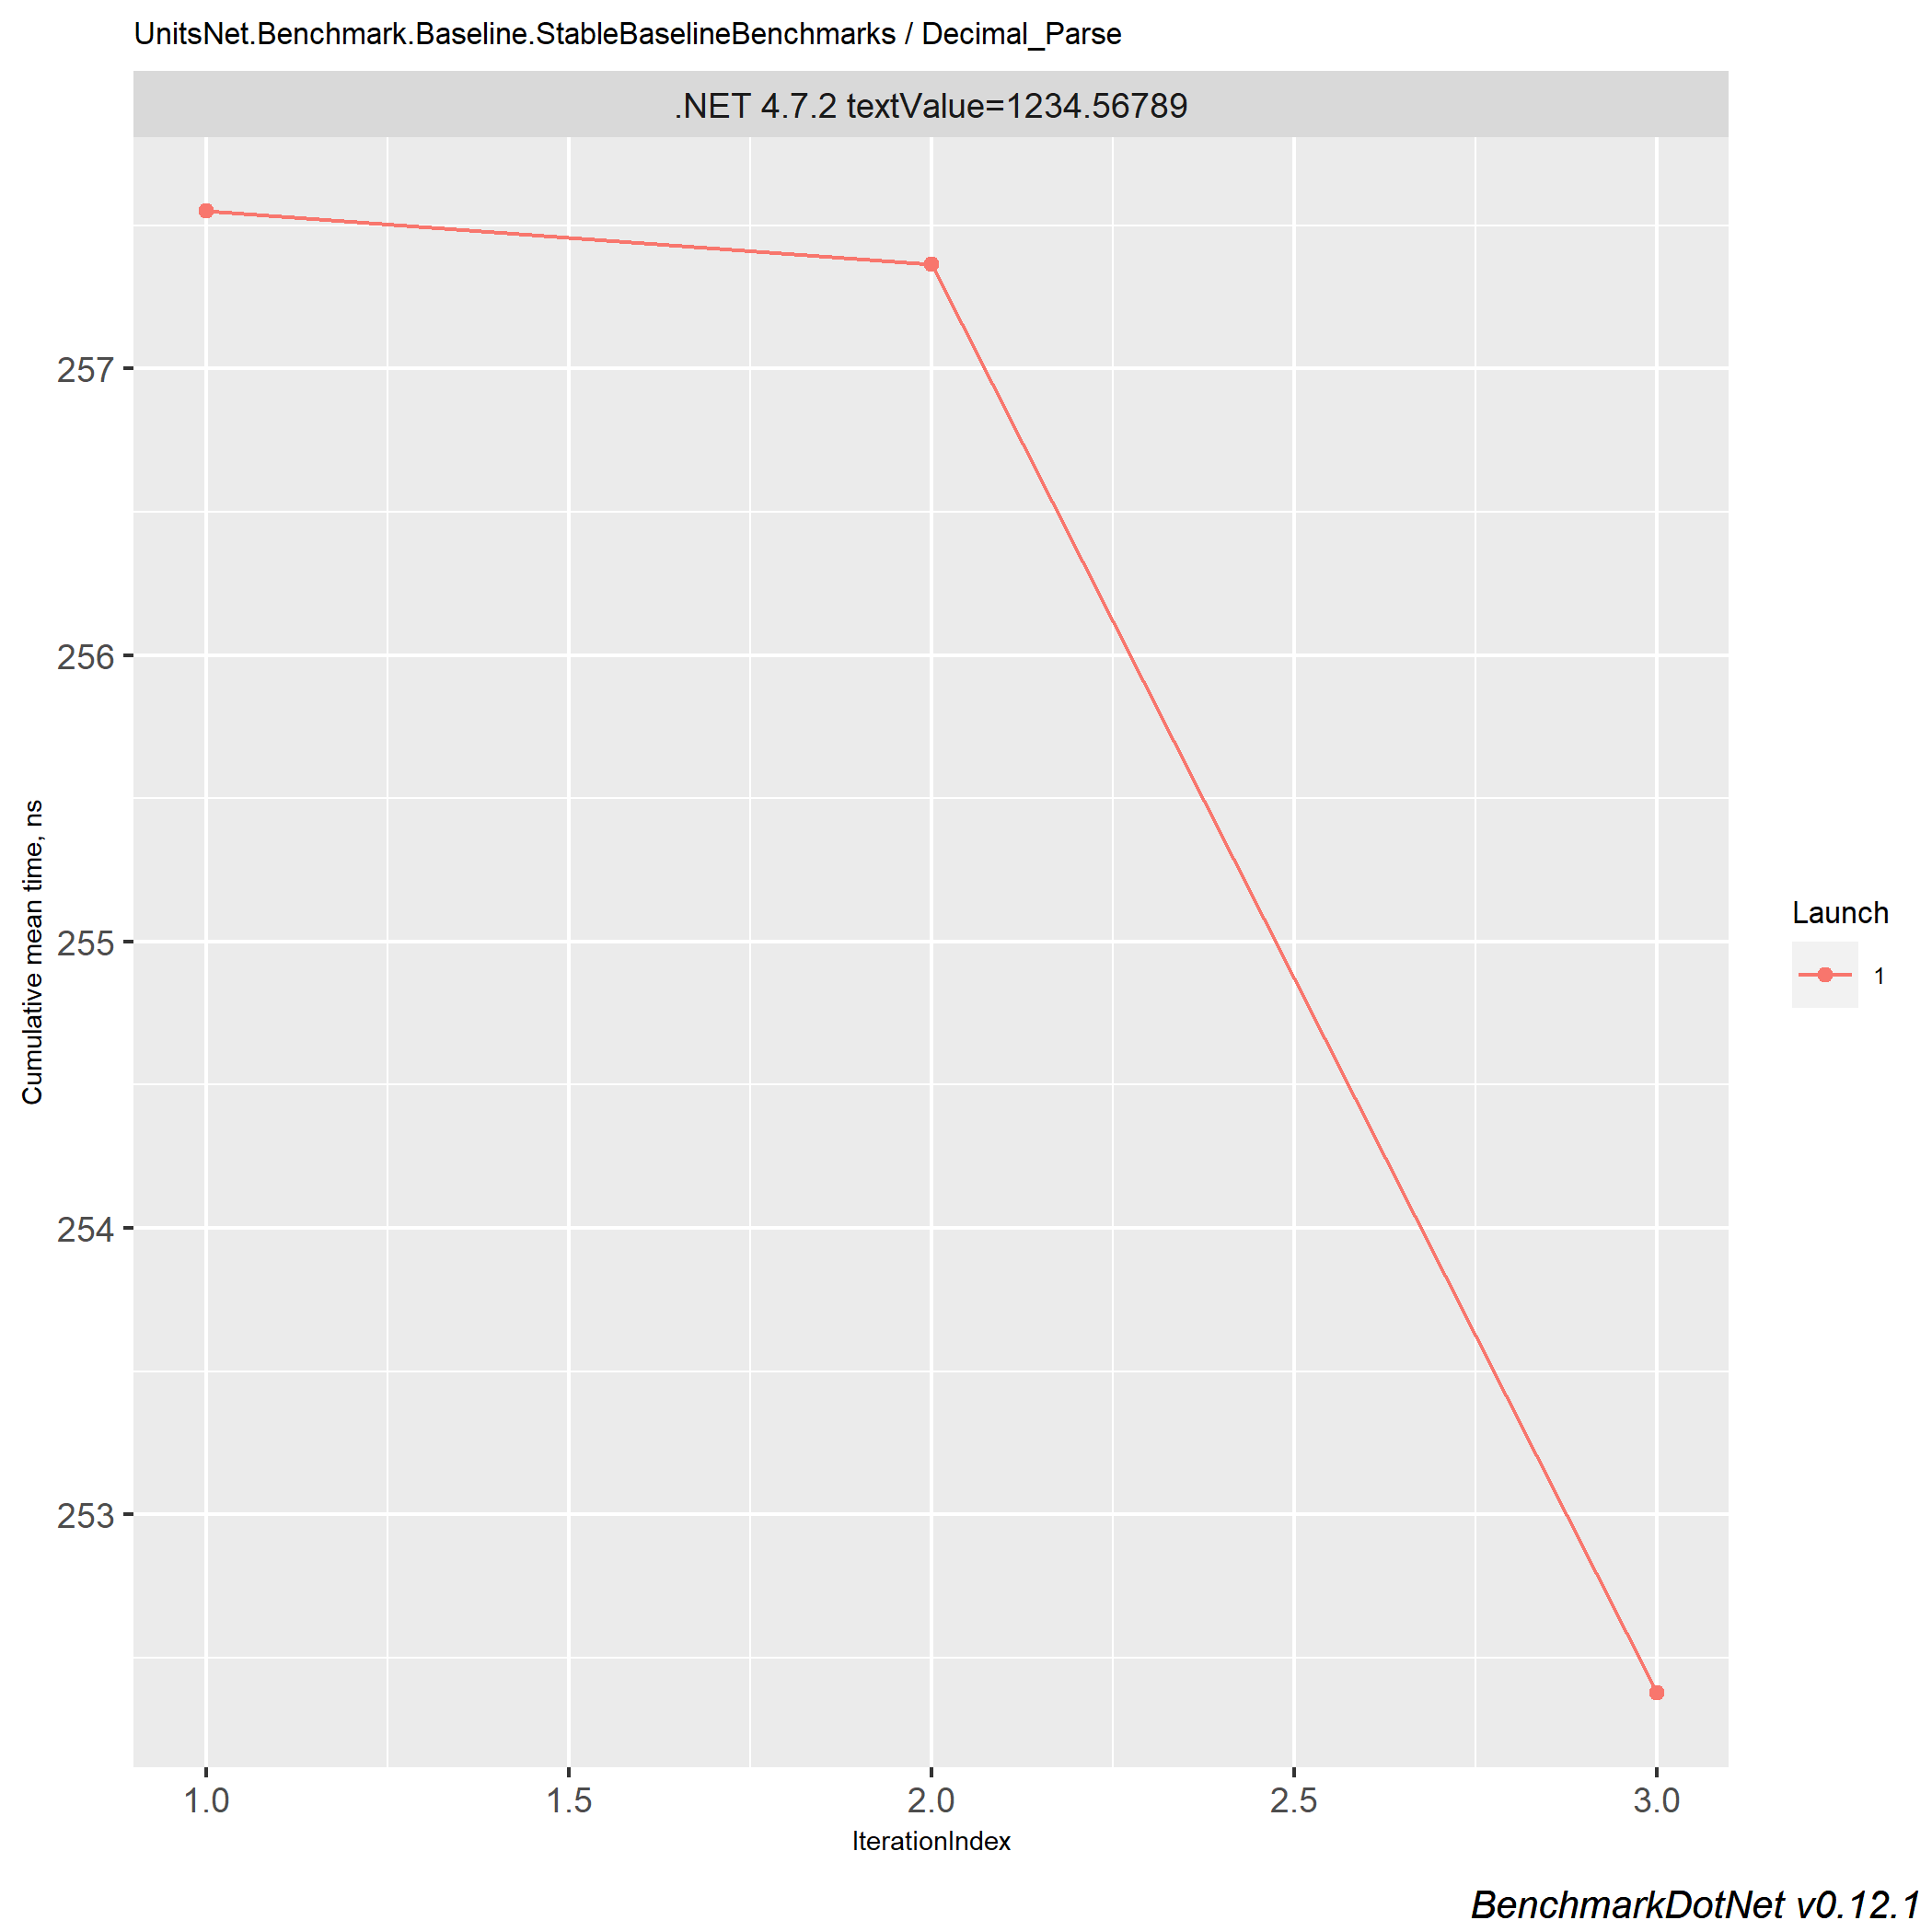 UnitsNet.Benchmark.Baseline.StableBaselineBenchmarks / Decimal_Parse
.NET 4.7.2 textValue=1234.56789
257
256
255
254
253
Cumulative mean time, ns
Launch
1
1.0 1.5 2.0 2.5 3.0
IterationIndex
BenchmarkDotNet v0.12.1